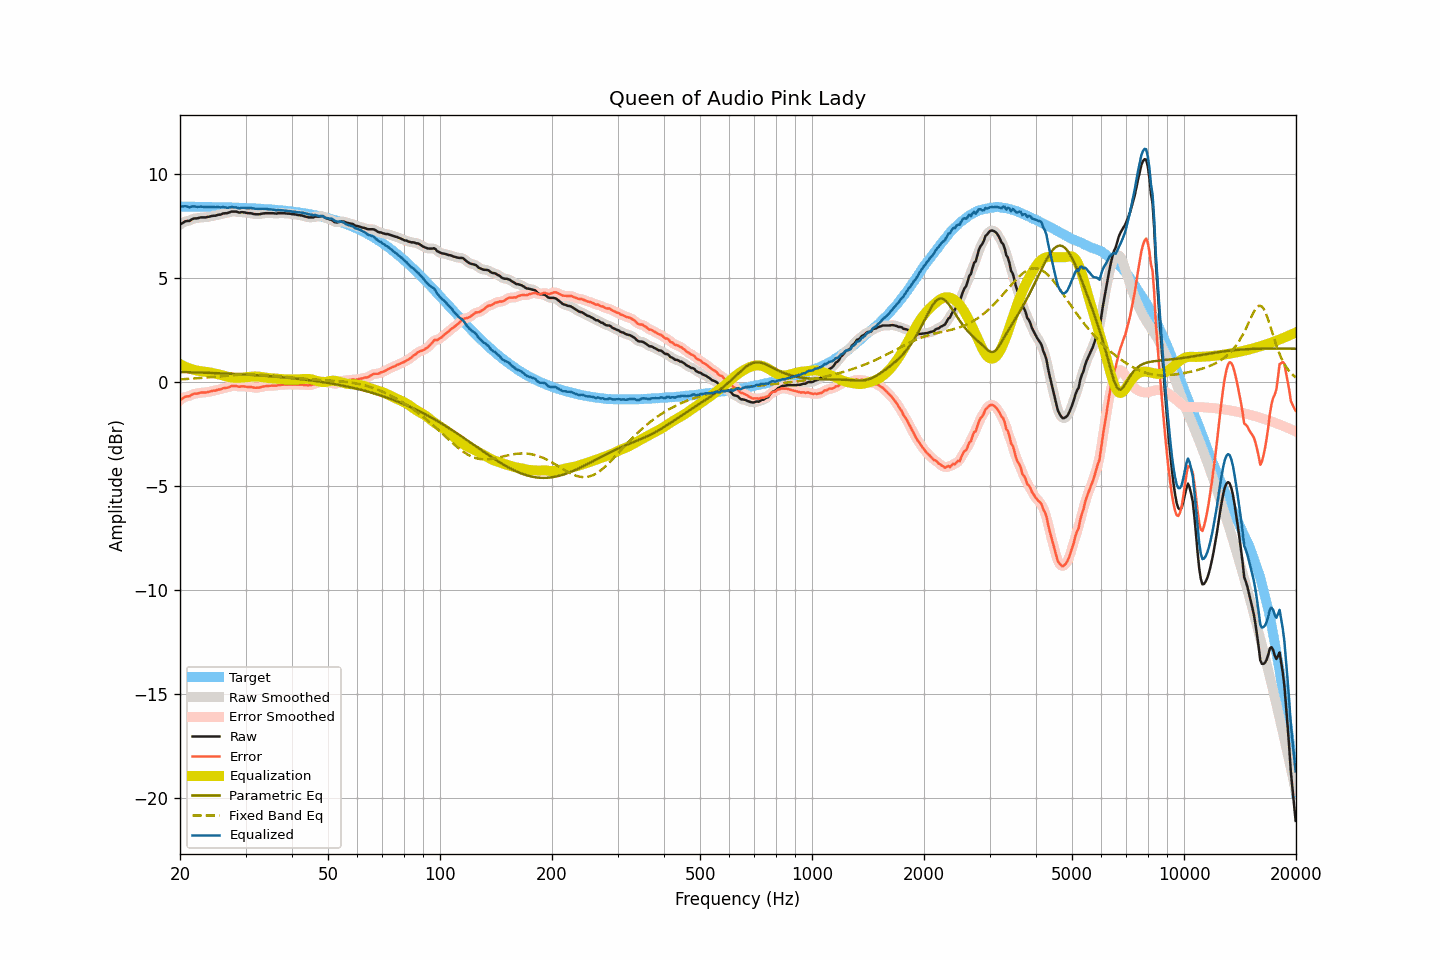 Queen of Audio Pink Lady
Amplitude (dBr)
10
5
0
−5
−10
−15
−20
Target
Raw Smoothed
Error Smoothed
Raw
Error
Equalization
Parametric Eq
Fixed Band Eq
Equalized
20 50 100 200 500 1000 2000 5000 10000 20000
Frequency (Hz)